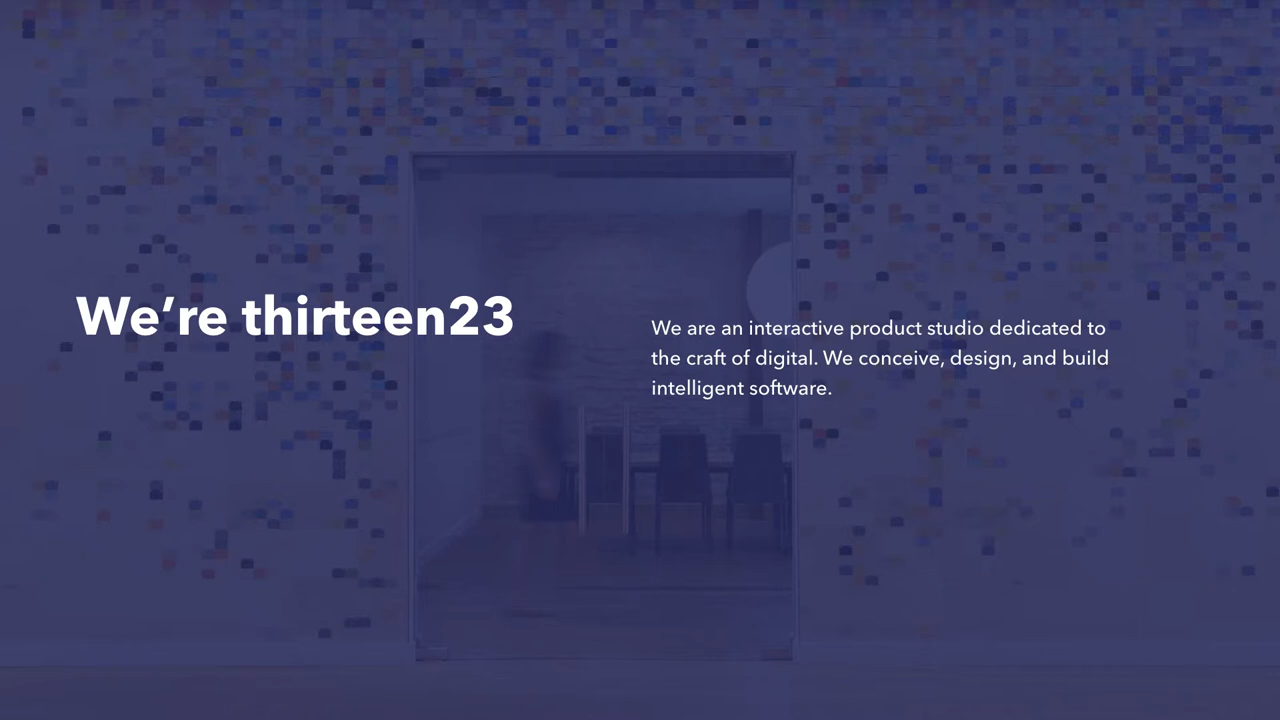 We’re thirteen23
We are an interactive product studio dedicated to
the craft of digital. We conceive, design, and build
intelligent software.